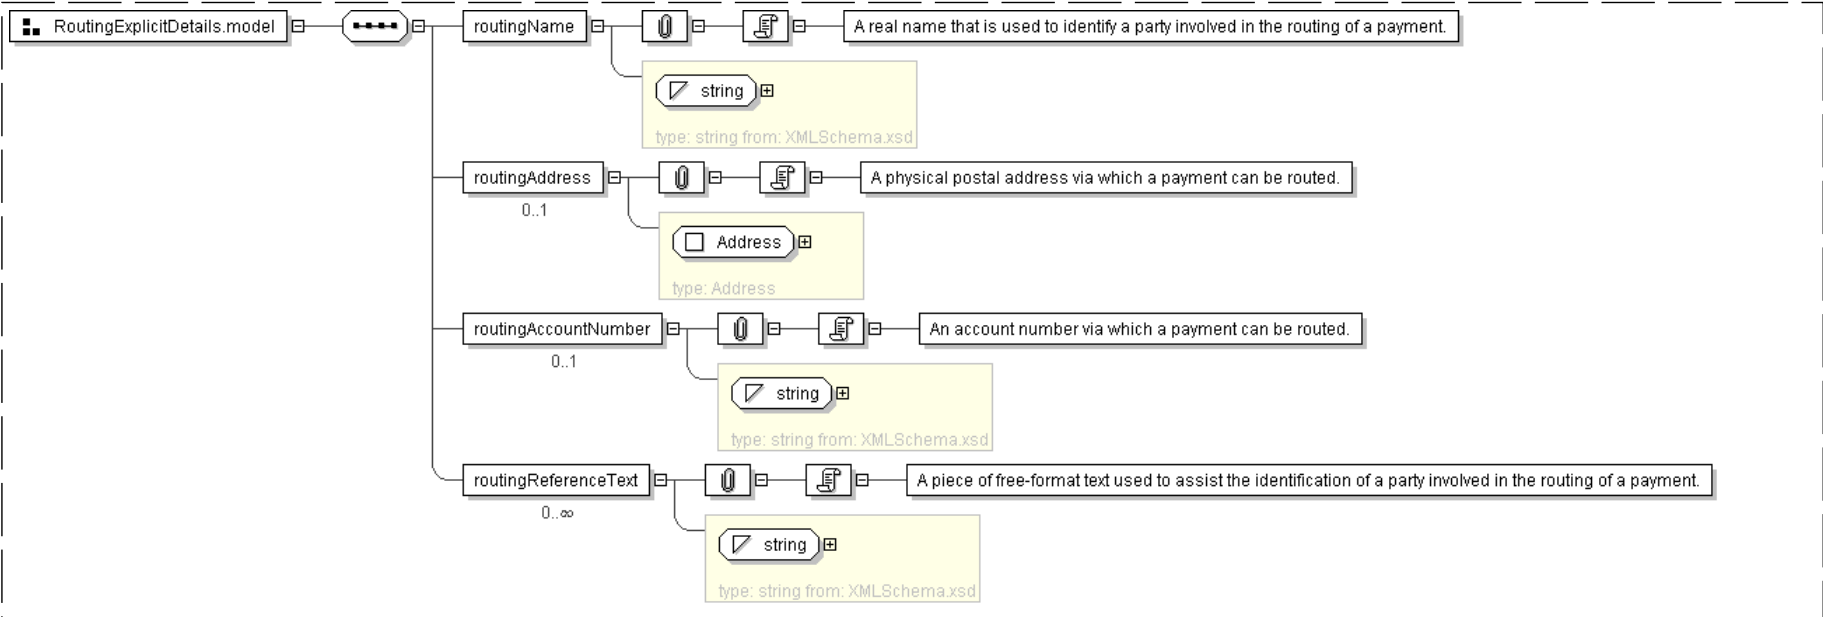 RoutingExplicitDetails.model
routingName
A real name that is used to identify a party involved in the routing of a payment.
string
type: string from: XMLSchema.xsd
routingAddress
A physical postal address via which a payment can be routed.
0..1
Address
type: Address
routingAccountNumber
An account number via which a payment can be routed.
0..1
string
type: string from: XMLSchema.xsd
routingReferenceText
A piece of free-format text used to assist the identification of a party involved in the routing of a payment.
0..∞
string
type: string from: XMLSchema.xsd